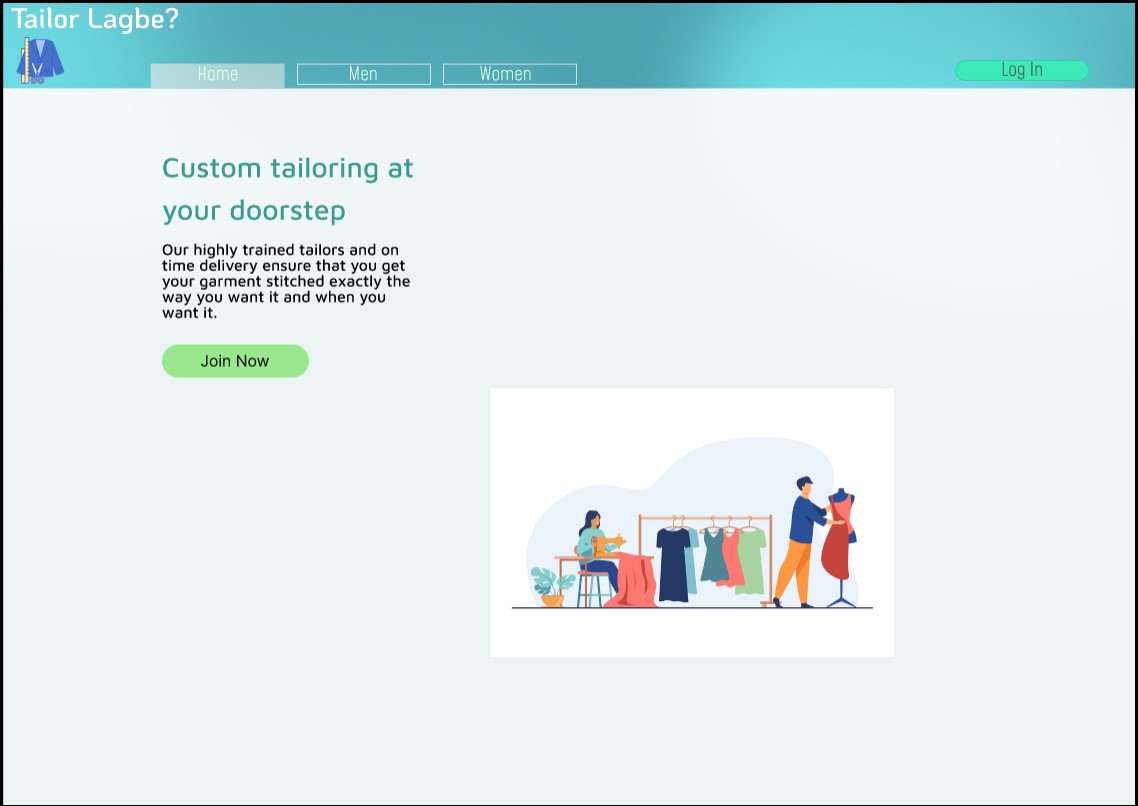 Tailor Lagbe?
Home
Men
Women
Log In
Custom tailoring at
your doorstep
Our highly trained tailors and on
time delivery ensure that you get
your garment stitched exactly the
way you want it and when you
want it.
Join Now